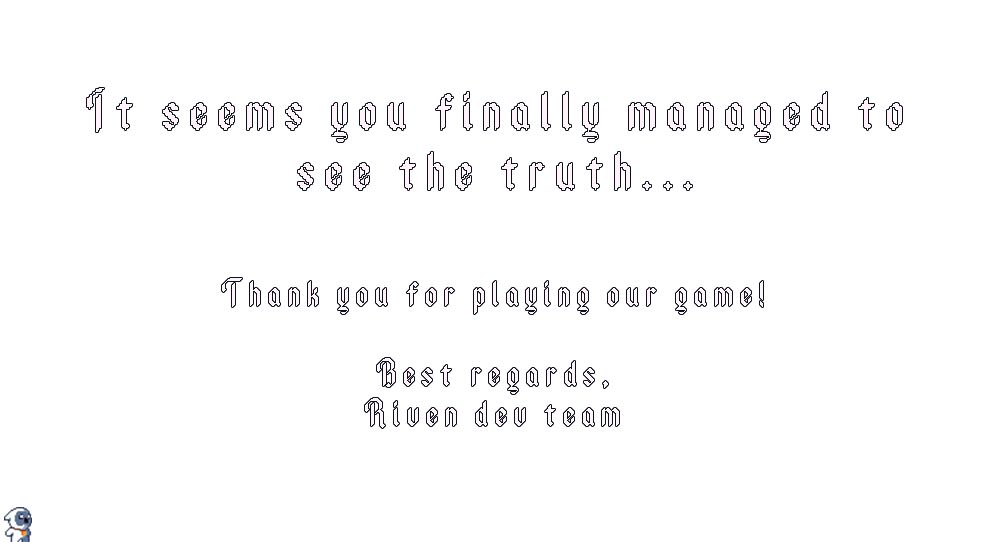 It seems you finally managed to
see the truth...
Thank you for playing our game!
Best regards,
Riven dev team